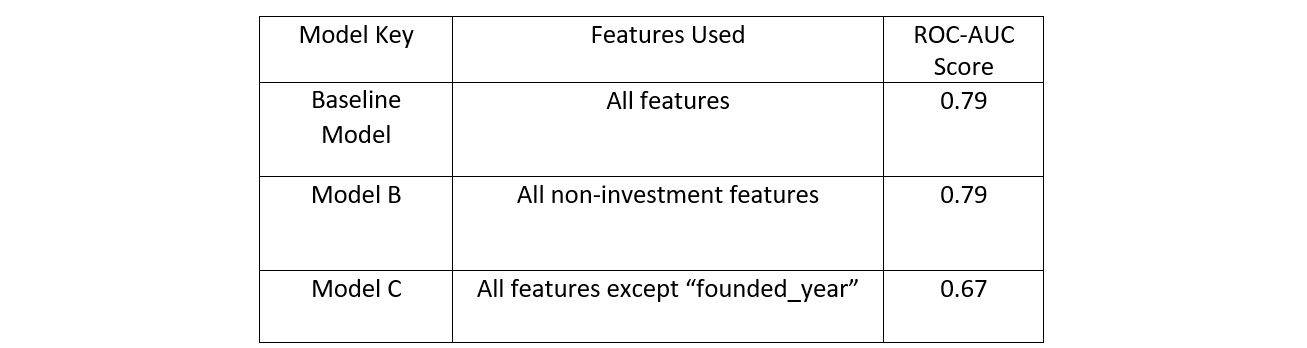 Model Key
Features Used
ROC-AUC
Score
Baseline
Model
All features
0.79
Model B
All non-investment features
0.79
Model C
All features except “founded_year”
0.67